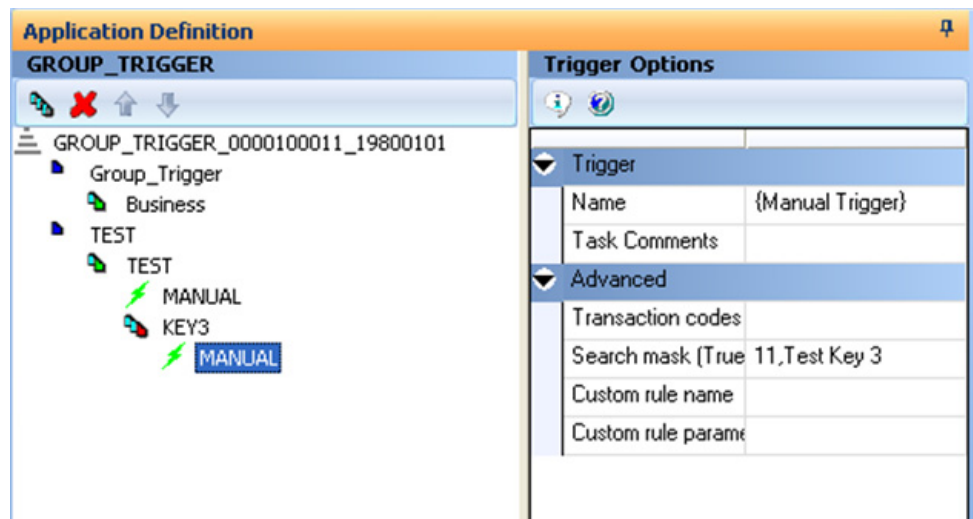 Application Definition
GROUP_TRIGGER
GROUP_TRIGGER_0000100011_19800101
Group_Trigger
Business
TEST
TEST
MANUAL
KEY3
MANUAL
Trigger Options
Trigger
Name {Manual Trigger}
Task Comments
Advanced
Transaction codes
Search mask (True 11,Test Key 3
Custom rule name
Custom rule parame